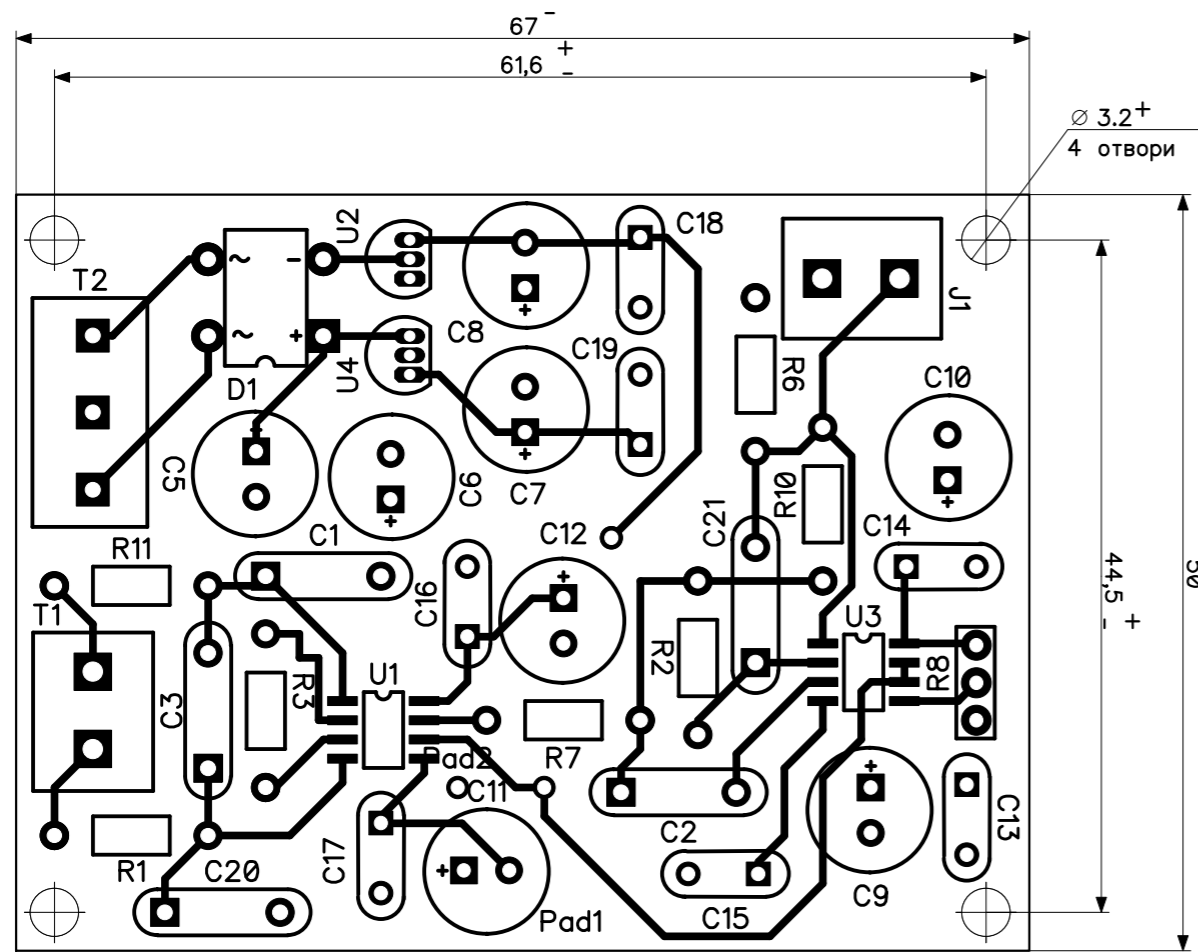 67 -
+
61,6 -
⌀ 3.2 +
4 отвори
U2
C18
T2
~ -
J1
+
C8
C19
~ +
U4
R6
C10
D1
+
C5
+
C6
+
C7
R10
+
C21
C12
C14
C1
R11
+
C16
44,5 + -
50
T1
U3
R2
R8
U1
R3
C3
R7
Pad2
+
C11
C2
C13
C17
R1
C20
+
C9
Pad1
C15